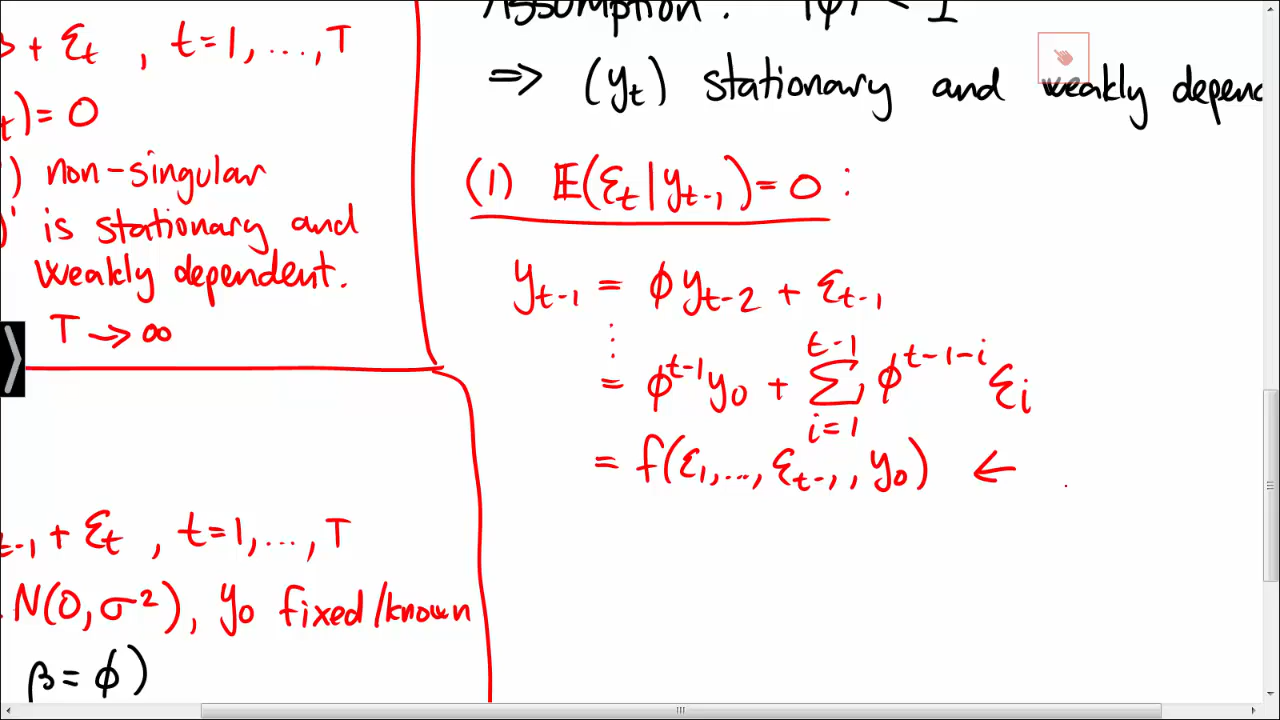 β + εt , t=1, ..., T
t) = 0
') non-singular
)' is stationary and
weakly dependent.
T → ∞
t-1 + εt , t=1, ..., T
. N(0, σ²), y0 fixed/known
β = φ)
Assumption: |φ| < 1
⇒ (yt) stationary and weakly depend
(1) 𝔼(εt | yt-1) = 0 :
yt-1 = φ yt-2 + εt-1
⋮
= φ^{t-1} y0 + Σ_{i=1}^{t-1} φ^{t-1-i} εi
= f(ε1, ..., εt-1, y0) ←